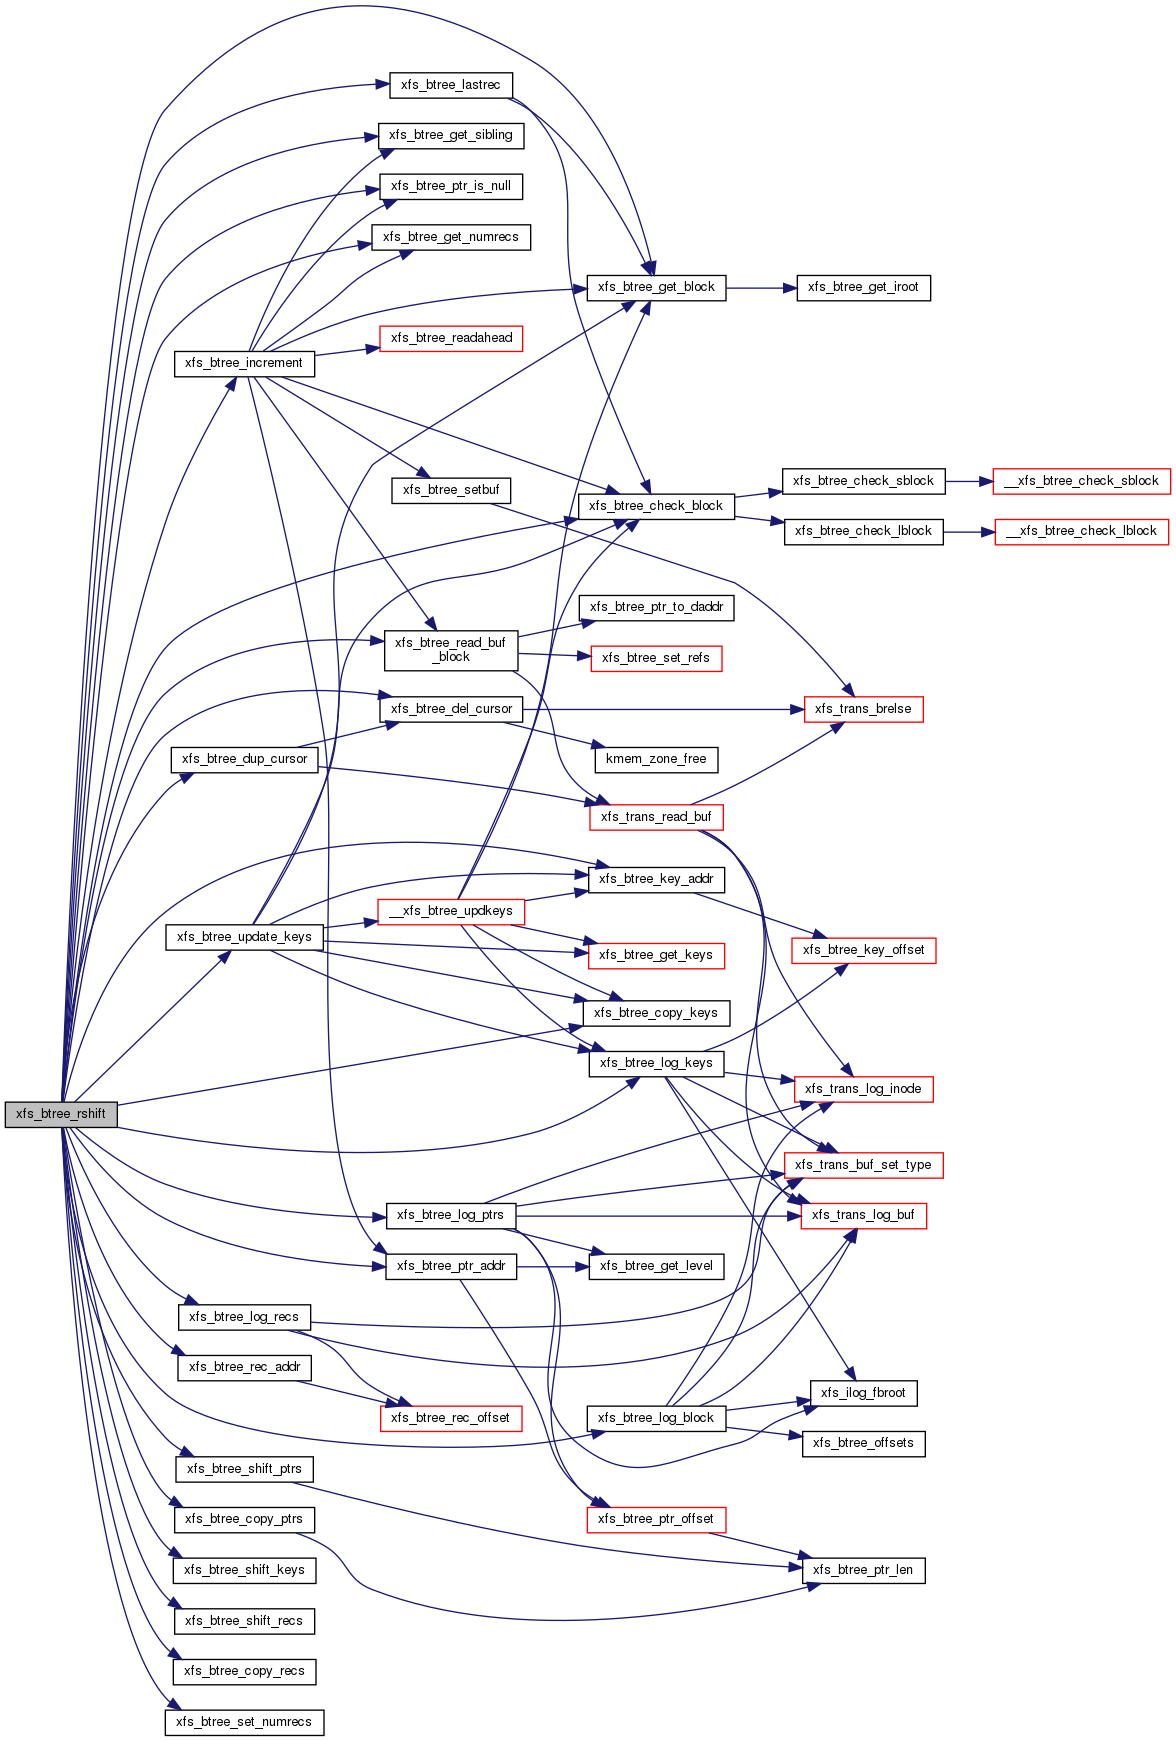 xfs_btree_lastrec
xfs_btree_get_sibling
xfs_btree_ptr_is_null
xfs_btree_get_numrecs
xfs_btree_get_block
xfs_btree_get_iroot
xfs_btree_readahead
xfs_btree_increment
xfs_btree_check_sblock
__xfs_btree_check_sblock
xfs_btree_setbuf
xfs_btree_check_block
xfs_btree_check_lblock
__xfs_btree_check_lblock
xfs_btree_ptr_to_daddr
xfs_btree_read_buf
_block
xfs_btree_set_refs
xfs_btree_del_cursor
xfs_trans_brelse
xfs_btree_dup_cursor
kmem_zone_free
xfs_trans_read_buf
xfs_btree_key_addr
__xfs_btree_updkeys
xfs_btree_update_keys
xfs_btree_get_keys
xfs_btree_key_offset
xfs_btree_copy_keys
xfs_btree_log_keys
xfs_trans_log_inode
xfs_btree_rshift
xfs_trans_buf_set_type
xfs_btree_log_ptrs
xfs_trans_log_buf
xfs_btree_ptr_addr
xfs_btree_get_level
xfs_btree_log_recs
xfs_btree_rec_addr
xfs_ilog_fbroot
xfs_btree_rec_offset
xfs_btree_log_block
xfs_btree_offsets
xfs_btree_shift_ptrs
xfs_btree_copy_ptrs
xfs_btree_ptr_offset
xfs_btree_shift_keys
xfs_btree_ptr_len
xfs_btree_shift_recs
xfs_btree_copy_recs
xfs_btree_set_numrecs